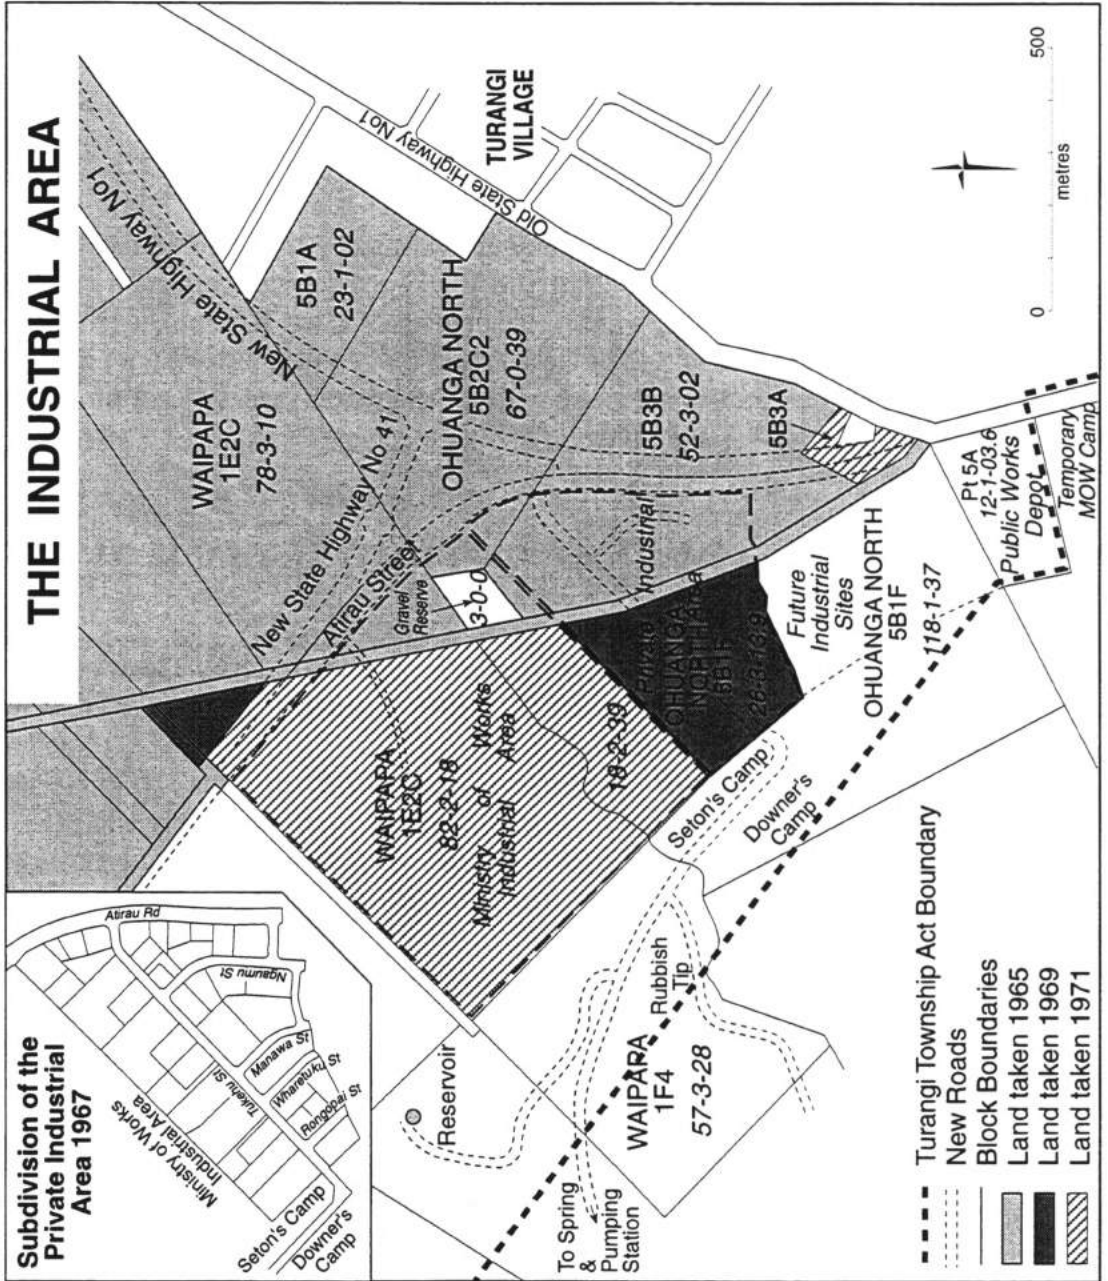 THE INDUSTRIAL AREA
Subdivision of the
Private Industrial
Area 1967
Ministry of Works
Industrial Area
Atirau Rd
Ngaumu St
Tukehu St
Manawa St
Wharetuku St
Rongopai St
Seton's Camp
Downer's
Camp
New State Highway No1
WAIPAPA
1E2C
78-3-10
New State Highway No 41
5B1A
23-1-02
Old State Highway No1
TURANGI
VILLAGE
OHUANGA NORTH
5B2C2
67-0-39
Atirau Street
Gravel
Reserve
3-0-0
5B3B
52-3-02
5B3A
WAIPAPA
1E2C
82-2-18
Ministry of Works
Industrial Area
18-2-39
Private Industrial
Area
OHUANGA
NORTH
5B1F
26-3-13.9
Future
Industrial
Sites
OHUANGA NORTH
5B1F
118-1-37
Pt 5A
12-1-03.6
Public Works
Depot
Temporary
MOW Camp
Seton's Camp
Downer's
Camp
Reservoir
Rubbish
Tip
WAIPAPA
1F4
57-3-28
To Spring
&
Pumping
Station
Turangi Township Act Boundary
New Roads
Block Boundaries
Land taken 1965
Land taken 1969
Land taken 1971
0
500
metres